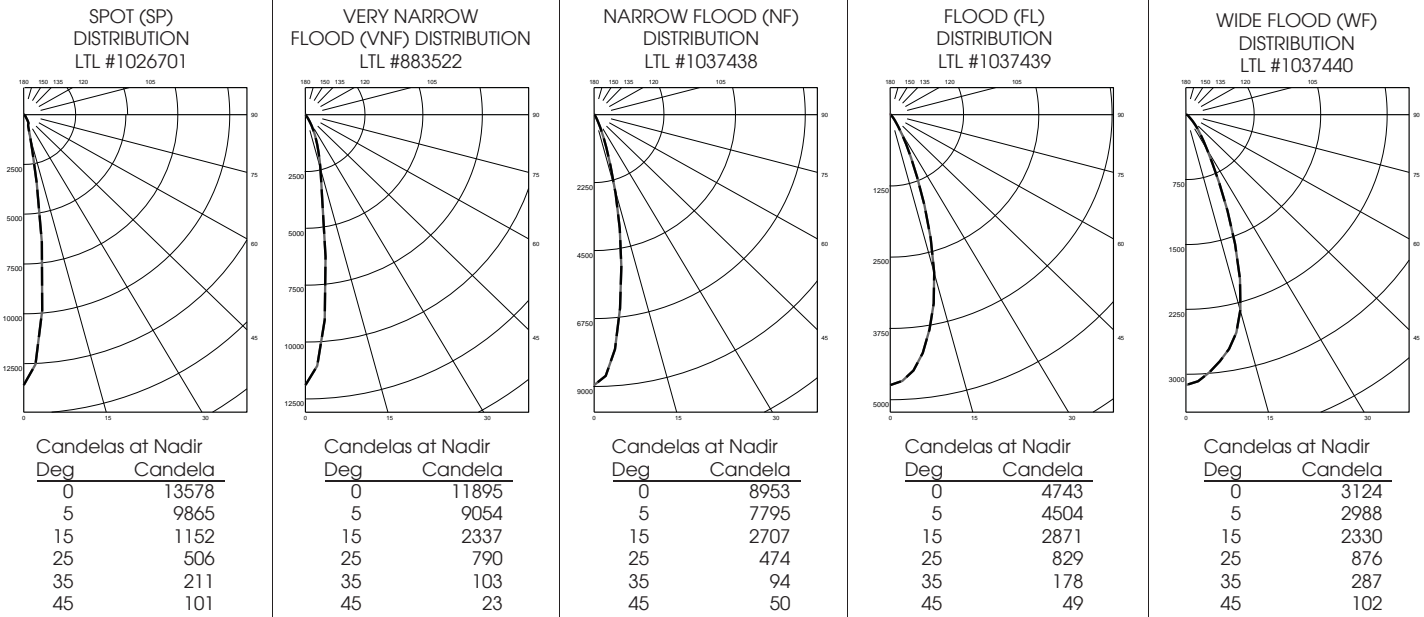 SPOT (SP)
DISTRIBUTION
LTL #1026701
180 150 135 120 105
90
75
60
45
2500
5000
7500
10000
12500
0 15 30
Candelas at Nadir
Deg Candela
0 13578
5 9865
15 1152
25 506
35 211
45 101
VERY NARROW
FLOOD (VNF) DISTRIBUTION
LTL #883522
180 150 135 120 105
90
75
60
45
2500
5000
7500
10000
12500
0 15 30
Candelas at Nadir
Deg Candela
0 11895
5 9054
15 2337
25 790
35 103
45 23
NARROW FLOOD (NF)
DISTRIBUTION
LTL #1037438
180 150 135 120 105
90
75
60
45
2250
4500
6750
9000
0 15 30
Candelas at Nadir
Deg Candela
0 8953
5 7795
15 2707
25 474
35 94
45 50
FLOOD (FL)
DISTRIBUTION
LTL #1037439
180 150 135 120 105
90
75
60
45
1250
2500
3750
5000
0 15 30
Candelas at Nadir
Deg Candela
0 4743
5 4504
15 2871
25 829
35 178
45 49
WIDE FLOOD (WF)
DISTRIBUTION
LTL #1037440
180 150 135 120 105
90
75
60
45
750
1500
2250
3000
0 15 30
Candelas at Nadir
Deg Candela
0 3124
5 2988
15 2330
25 876
35 287
45 102